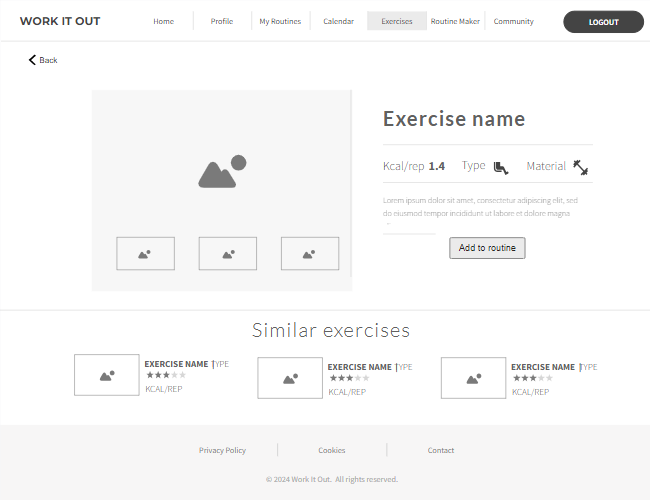 WORK IT OUT
Home
Profile
My Routines
Calendar
Exercises
Routine Maker
Community
LOGOUT
Back
Exercise name
Kcal/rep 1.4
Type
Material
Lorem ipsum dolor sit amet, consectetur adipiscing elit, sed
do eiusmod tempor incididunt ut labore et dolore magna
Add to routine
Similar exercises
EXERCISE NAME TYPE
KCAL/REP
EXERCISE NAME TYPE
KCAL/REP
EXERCISE NAME TYPE
KCAL/REP
Privacy Policy
Cookies
Contact
© 2024 Work It Out. All rights reserved.